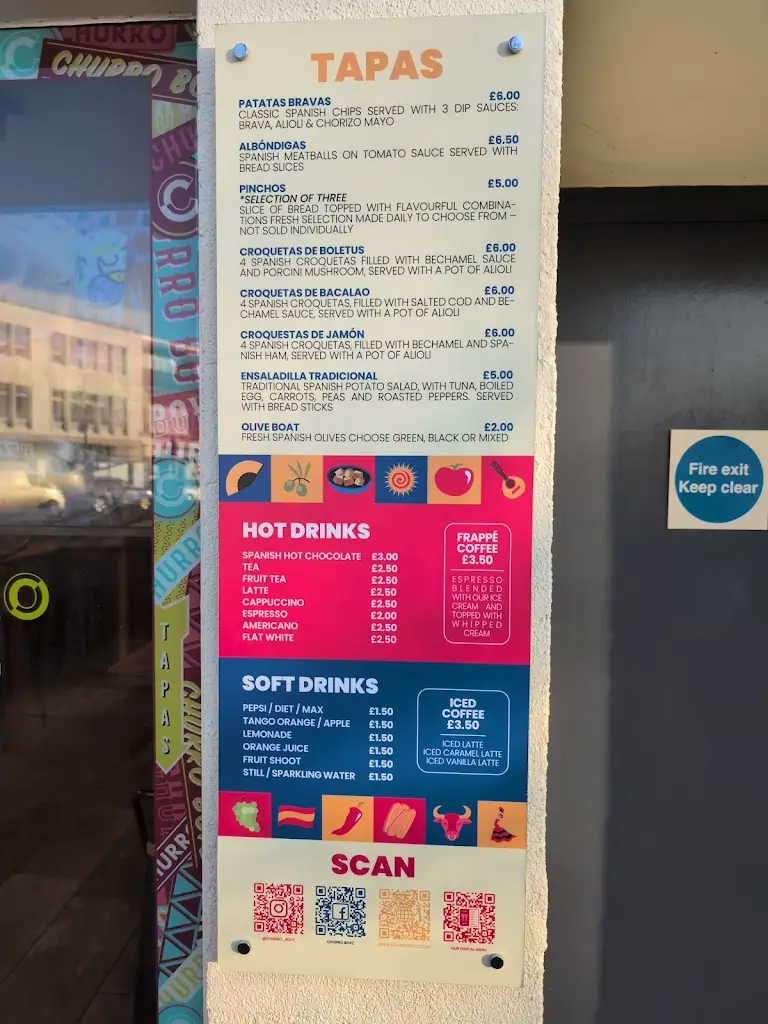 CHURRO
CHURRO BO
TAPAS
TAPAS
PATATAS BRAVAS £6.00
CLASSIC SPANISH CHIPS SERVED WITH 3 DIP SAUCES:
BRAVA, ALIOLI & CHORIZO MAYO
ALBÓNDIGAS £6.50
SPANISH MEATBALLS ON TOMATO SAUCE SERVED WITH
BREAD SLICES
PINCHOS £5.00
*SELECTION OF THREE
SLICE OF BREAD TOPPED WITH FLAVOURFUL COMBINA-
TIONS FRESH SELECTION MADE DAILY TO CHOOSE FROM –
NOT SOLD INDIVIDUALLY
CROQUETAS DE BOLETUS £6.00
4 SPANISH CROQUETAS FILLED WITH BECHAMEL SAUCE
AND PORCINI MUSHROOM, SERVED WITH A POT OF ALIOLI
CROQUETAS DE BACALAO £6.00
4 SPANISH CROQUETAS, FILLED WITH SALTED COD AND BE-
CHAMEL SAUCE, SERVED WITH A POT OF ALIOLI
CROQUESTAS DE JAMÓN £6.00
4 SPANISH CROQUETAS, FILLED WITH BECHAMEL AND SPA-
NISH HAM, SERVED WITH A POT OF ALIOLI
ENSALADILLA TRADICIONAL £5.00
TRADITIONAL SPANISH POTATO SALAD, WITH TUNA, BOILED
EGG, CARROTS, PEAS AND ROASTED PEPPERS. SERVED
WITH BREAD STICKS
OLIVE BOAT £2.00
FRESH SPANISH OLIVES CHOOSE GREEN, BLACK OR MIXED
HOT DRINKS
SPANISH HOT CHOCOLATE £3.00
TEA £2.50
FRUIT TEA £2.50
LATTE £2.50
CAPPUCCINO £2.50
ESPRESSO £2.00
AMERICANO £2.50
FLAT WHITE £2.50
FRAPPÉ
COFFEE
£3.50
ESPRESSO
BLENDED
WITH OUR ICE
CREAM AND
TOPPED WITH
WHIPPED
CREAM
SOFT DRINKS
PEPSI / DIET / MAX £1.50
TANGO ORANGE / APPLE £1.50
LEMONADE £1.50
ORANGE JUICE £1.50
FRUIT SHOOT £1.50
STILL / SPARKLING WATER £1.50
ICED
COFFEE
£3.50
ICED LATTE
ICED CARAMEL LATTE
ICED VANILLA LATTE
SCAN
@CHURRO_BOYZ
CHURRO BOYZ
OUR DIGITAL MENU
Fire exit
Keep clear